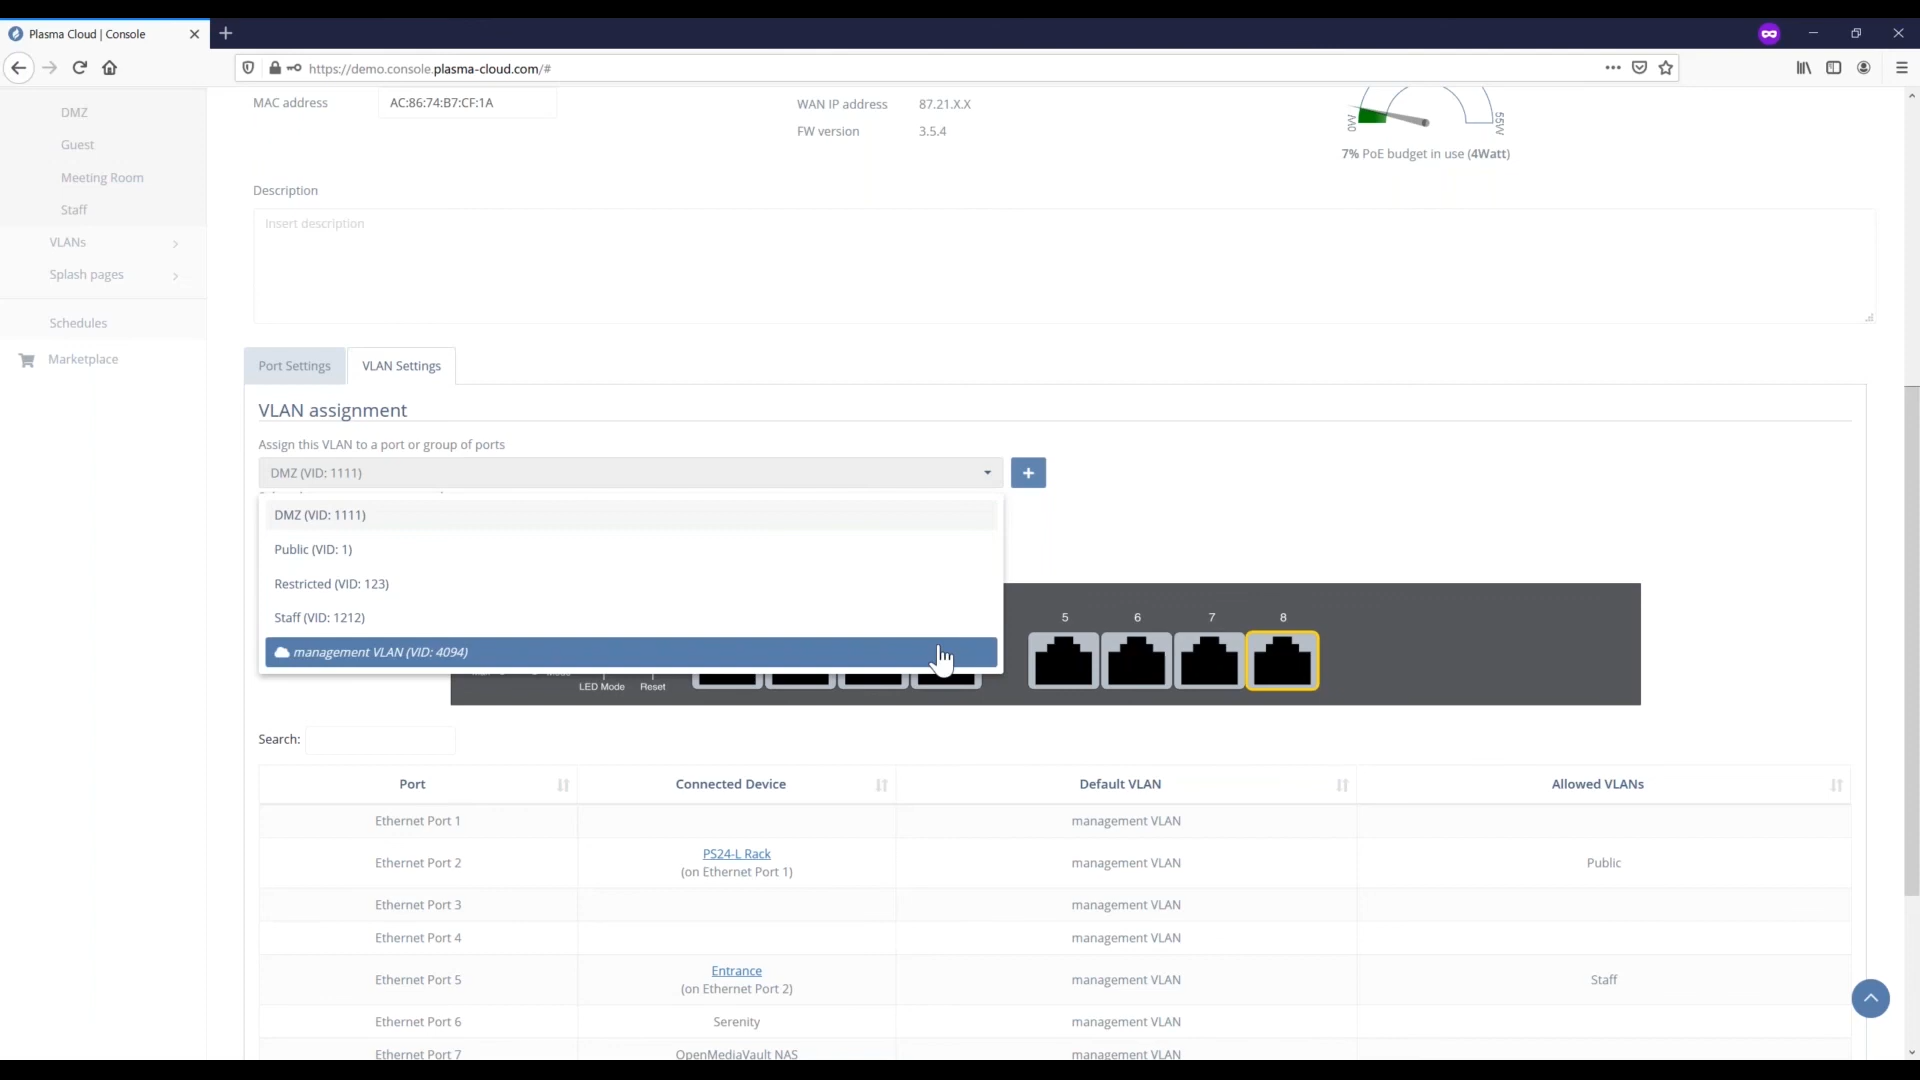 Plasma Cloud | Console
https://demo.console.plasma-cloud.com/#
DMZ
Guest
Meeting Room
Staff
VLANs
Splash pages
Schedules
Marketplace
MAC address
AC:86:74:B7:CF:1A
WAN IP address 87.21.X.X
FW version 3.5.4
0W
55W
7% PoE budget in use (4Watt)
Description
Insert description
Port Settings
VLAN Settings
VLAN assignment
Assign this VLAN to a port or group of ports
DMZ (VID: 1111)
DMZ (VID: 1111)
Public (VID: 1)
Restricted (VID: 123)
Staff (VID: 1212)
management VLAN (VID: 4094)
5 6 7 8
LED Mode Reset
Search:
Port Connected Device Default VLAN Allowed VLANs
Ethernet Port 1 management VLAN
Ethernet Port 2 PS24-L Rack (on Ethernet Port 1) management VLAN Public
Ethernet Port 3 management VLAN
Ethernet Port 4 management VLAN
Ethernet Port 5 Entrance (on Ethernet Port 2) management VLAN Staff
Ethernet Port 6 Serenity management VLAN
Ethernet Port 7 OpenMediaVault NAS management VLAN